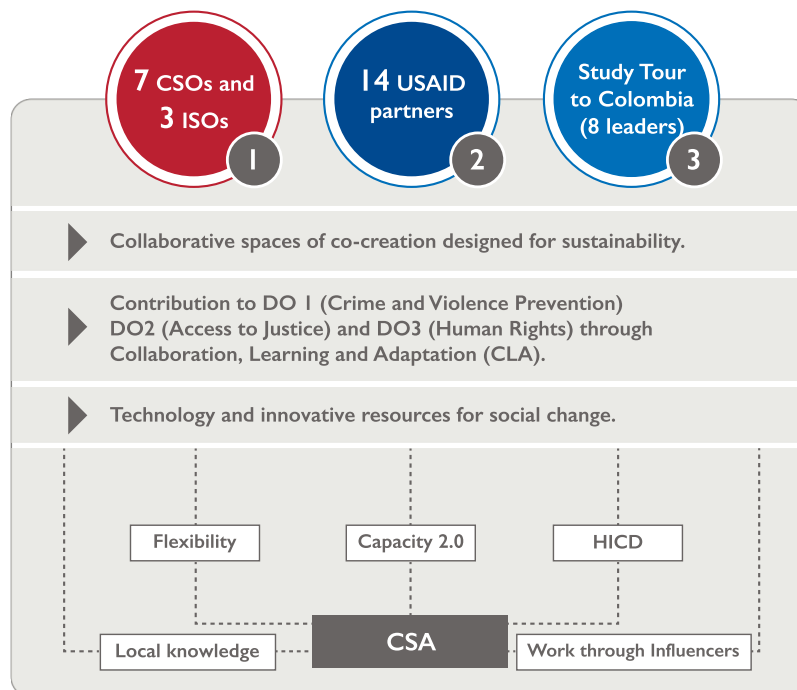 7 CSOs and
3 ISOs
1
14 USAID
partners
2
Study Tour
to Colombia
(8 leaders)
3
Collaborative spaces of co-creation designed for sustainability.
Contribution to DO 1 (Crime and Violence Prevention)
DO2 (Access to Justice) and DO3 (Human Rights) through
Collaboration, Learning and Adaptation (CLA).
Technology and innovative resources for social change.
Flexibility
Capacity 2.0
HICD
Local knowledge
CSA
Work through Influencers